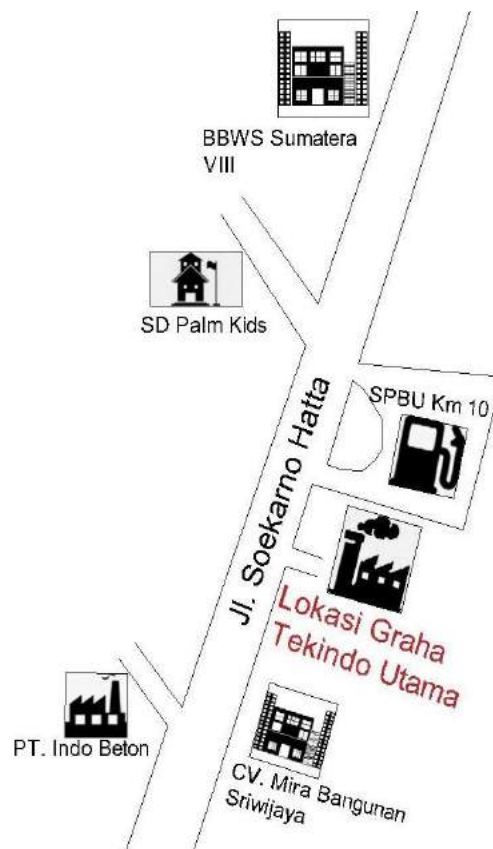 BBWS Sumatera
VIII
SD Palm Kids
SPBU Km 10
Jl. Soekarno Hatta
Lokasi Graha
Tekindo Utama
PT. Indo Beton
CV. Mira Bangunan
Sriwijaya